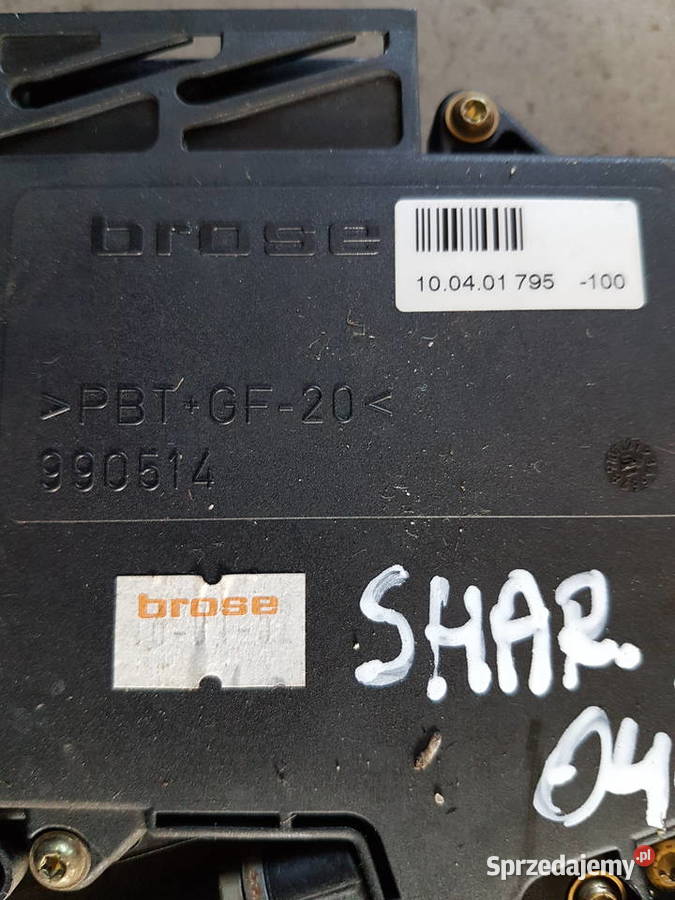 brose
10.04.01 795 -100
>PBT+GF-20<
990514
brose
SHAR.
04
Sprzedajemy.pl